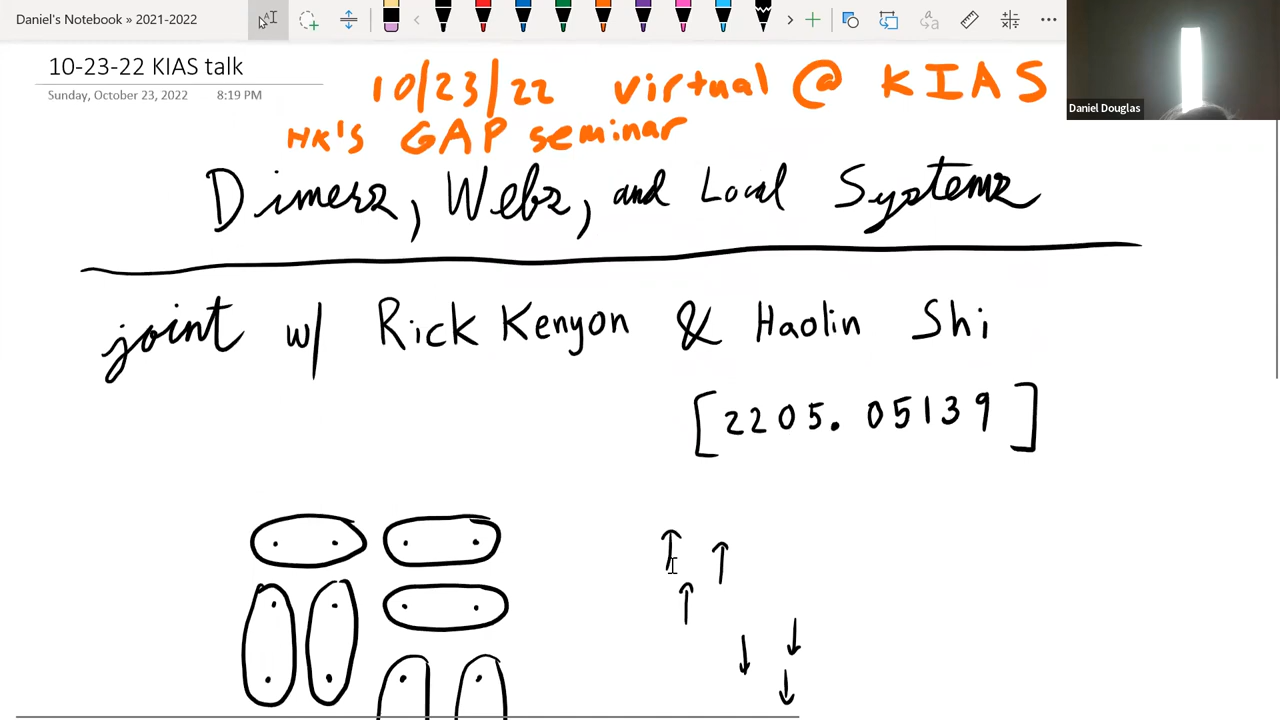 Daniel's Notebook » 2021-2022
10-23-22 KIAS talk
Sunday, October 23, 2022 8:19 PM
Daniel Douglas
10/23/22 virtual @ KIAS
HK's GAP seminar
Dimers, Webs, and Local Systems
joint w/ Rick Kenyon & Haolin Shi
[2205.05139]